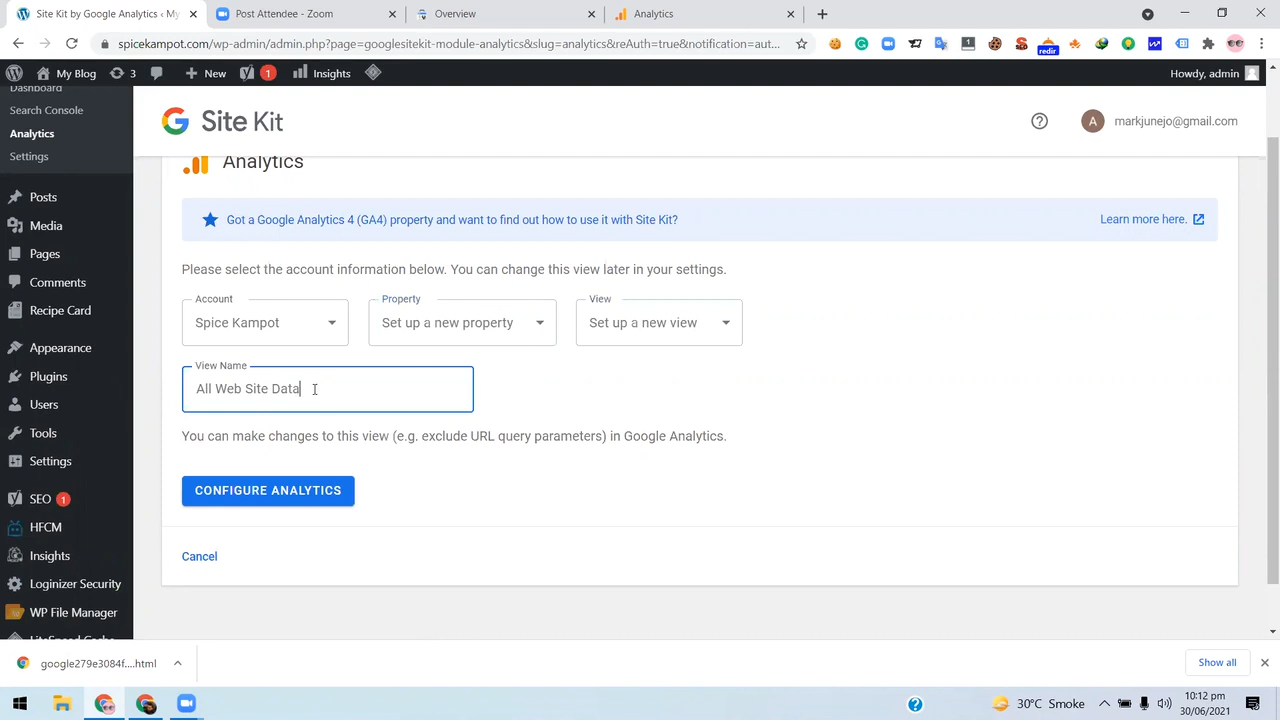 Site Kit by Google Analytics ‹ My
Post Attendee - Zoom
Overview
Analytics
spicekampot.com/wp-admin/admin.php?page=googlesitekit-module-analytics&slug=analytics&reAuth=true&notification=aut...
redir
My Blog
3
New
1
Insights
Howdy, admin
Dashboard
Search Console
Analytics
Settings
Posts
Media
Pages
Comments
Recipe Card
Appearance
Plugins
Users
Tools
Settings
SEO 1
HFCM
Insights
Loginizer Security
WP File Manager
LiteSpeed Cache
Site Kit
A
markjunejo@gmail.com
Analytics
Got a Google Analytics 4 (GA4) property and want to find out how to use it with Site Kit?
Learn more here.
Please select the account information below. You can change this view later in your settings.
Account
Spice Kampot
Property
Set up a new property
View
Set up a new view
View Name
All Web Site Data
You can make changes to this view (e.g. exclude URL query parameters) in Google Analytics.
CONFIGURE ANALYTICS
Cancel
google279e3084f....html
Show all
30°C Smoke
10:12 pm
30/06/2021